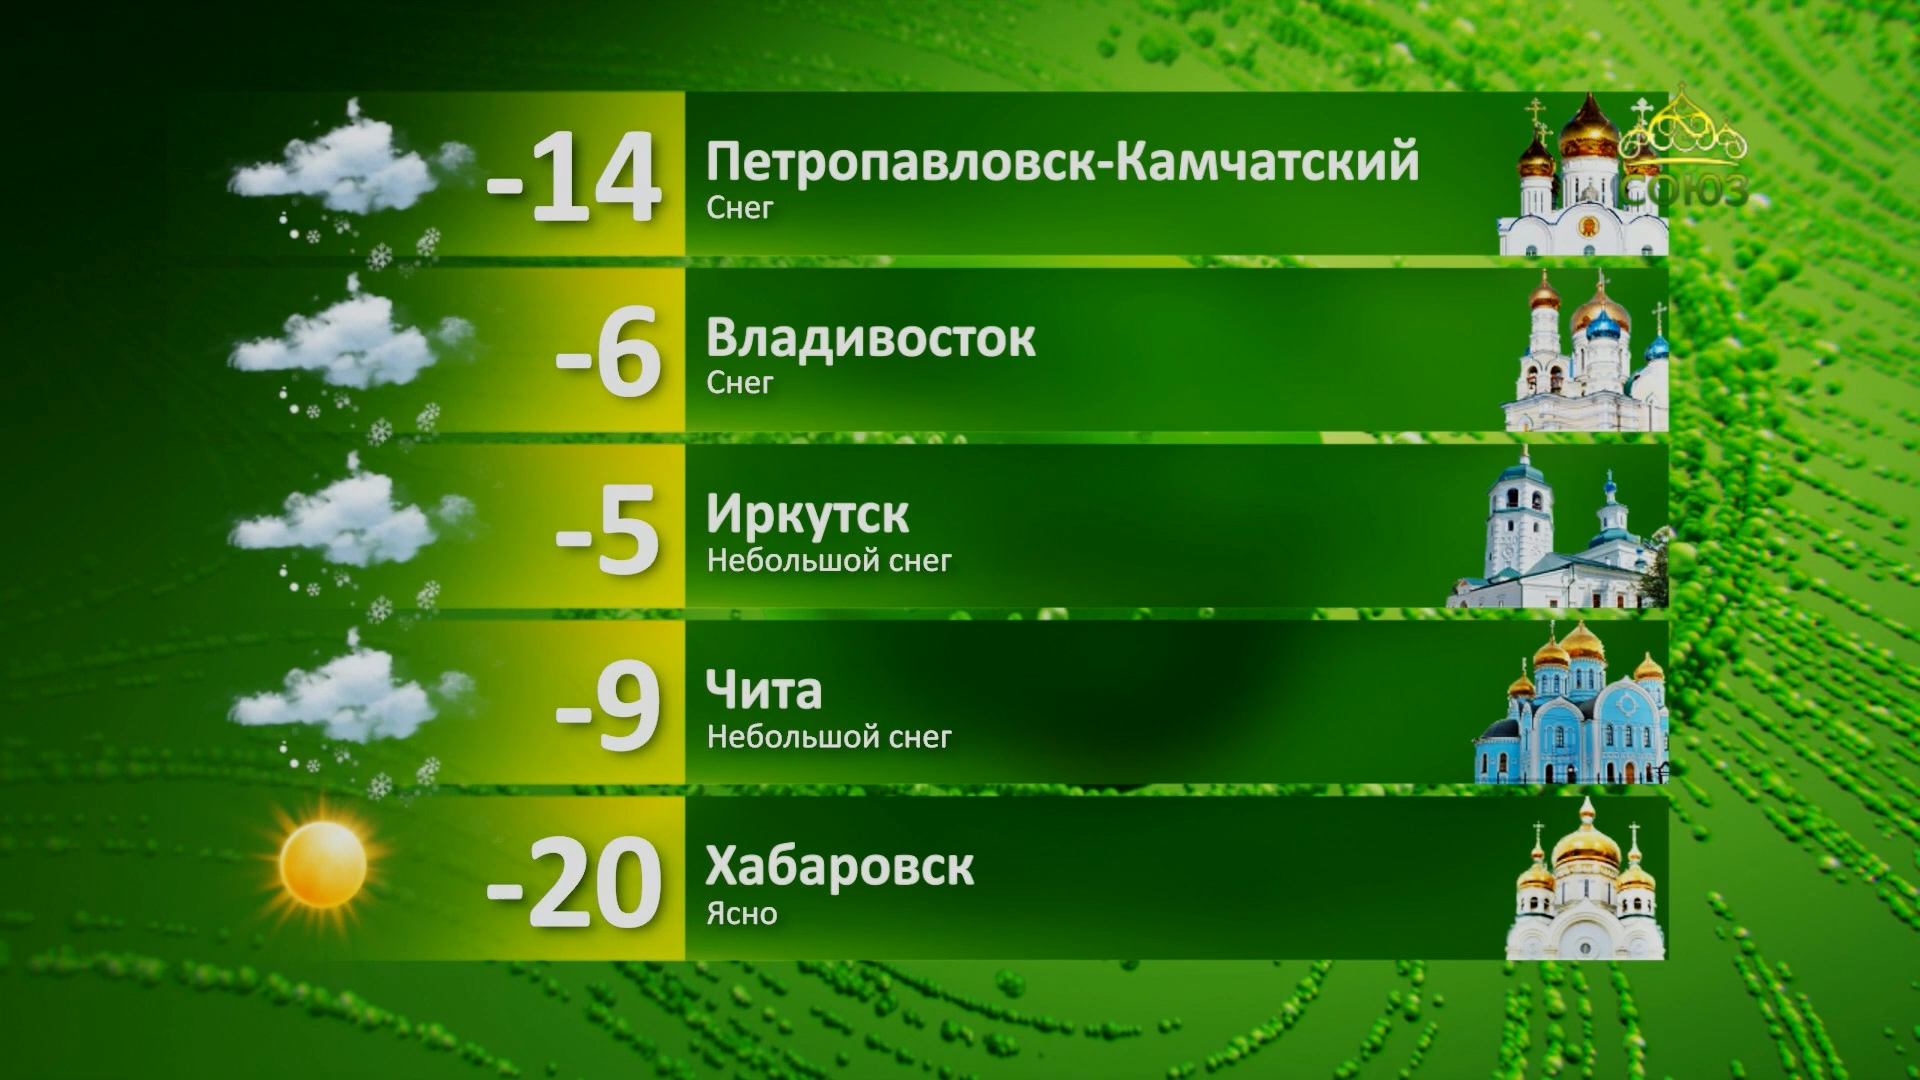 -14
Петропавловск-Камчатский
Снег
СОЮЗ
-6
Владивосток
Снег
-5
Иркутск
Небольшой снег
-9
Чита
Небольшой снег
-20
Хабаровск
Ясно